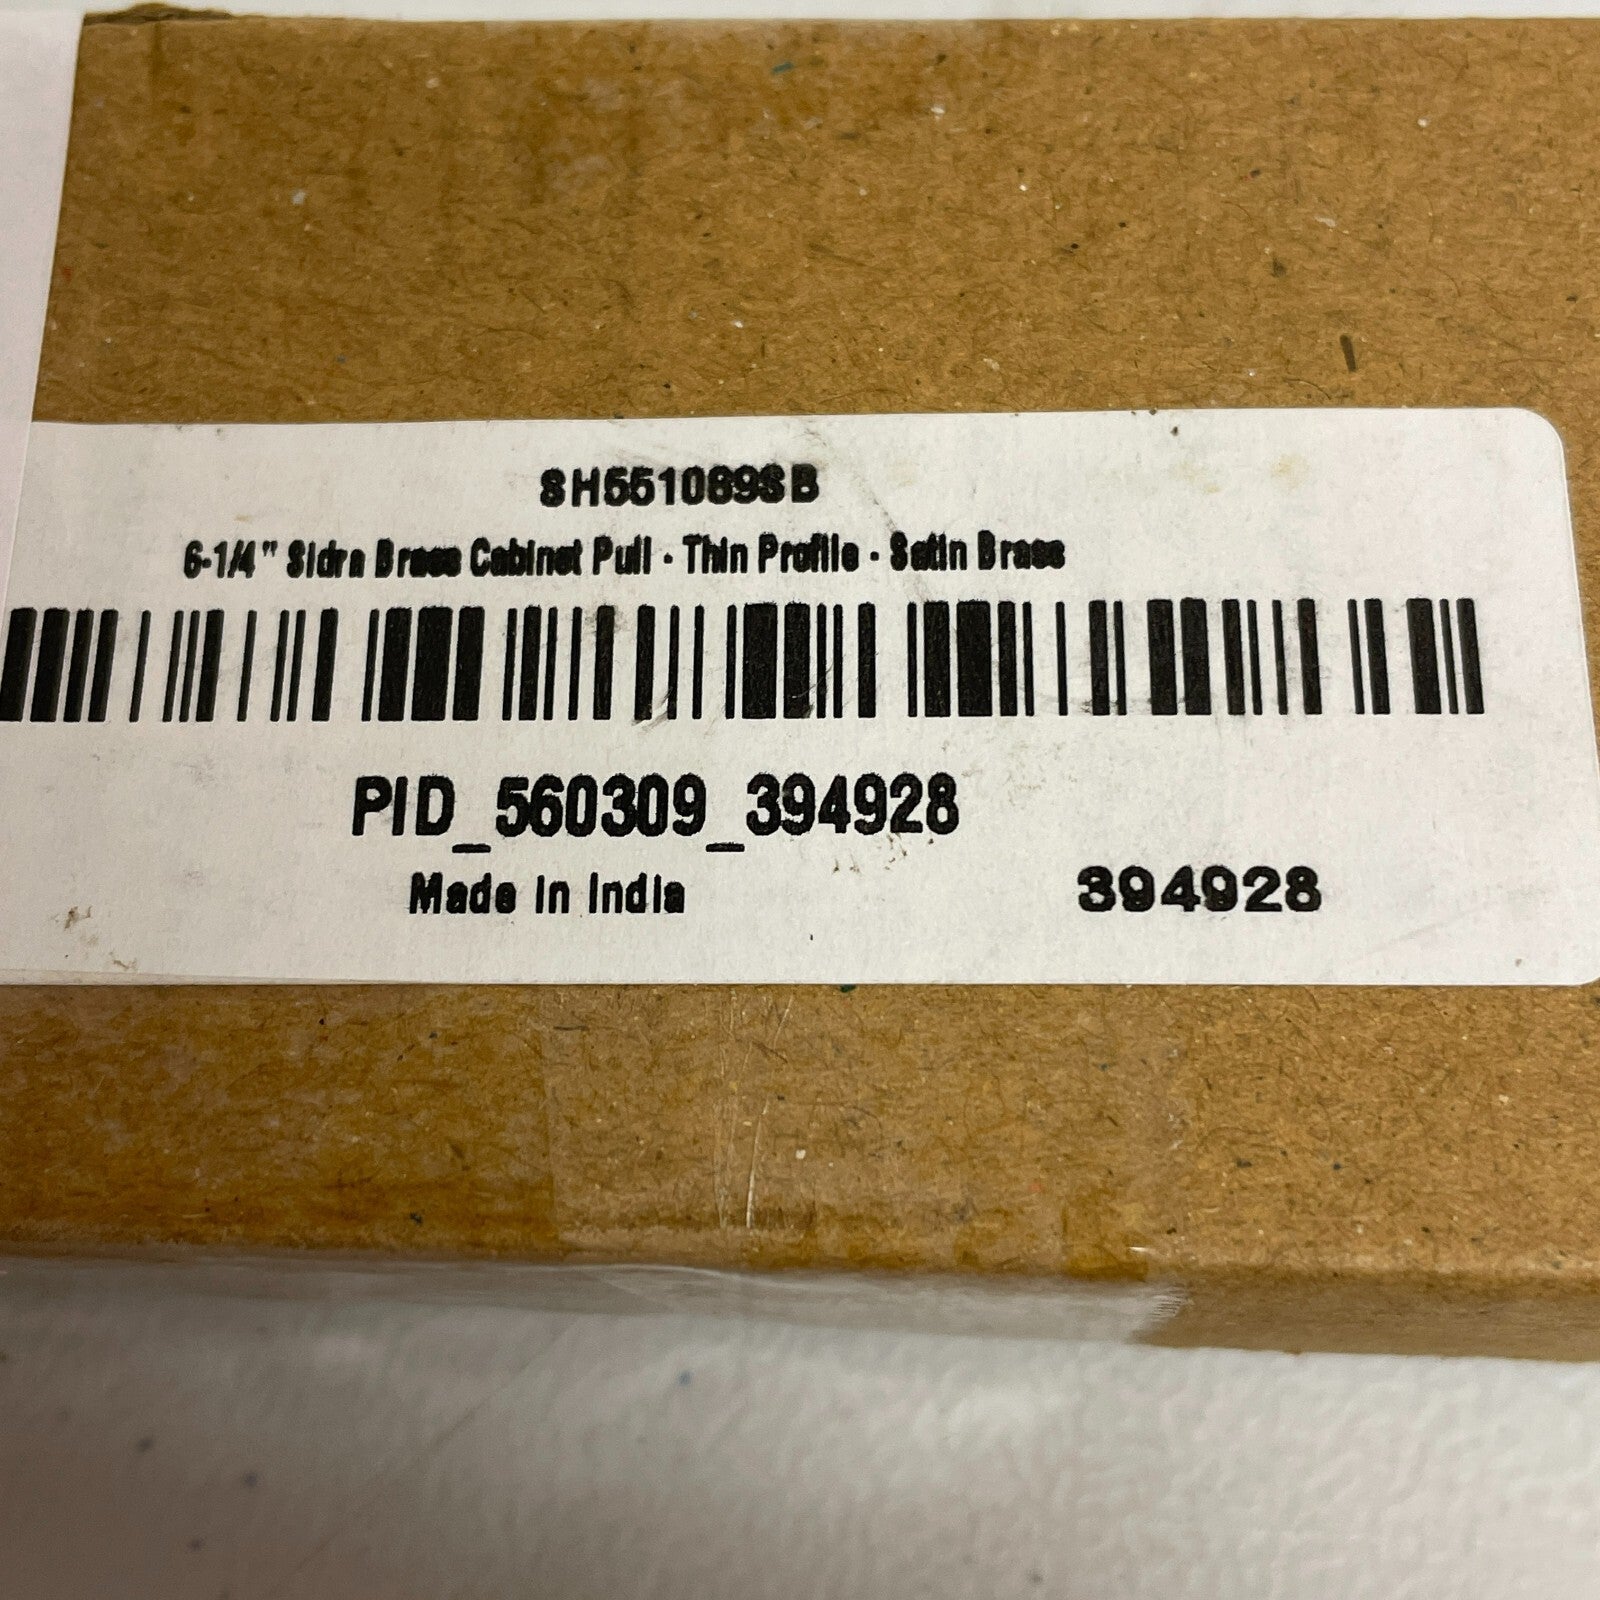 SH551089SB
6-1/4" Sidra Brass Cabinet Pull - Thin Profile - Satin Brass
PID_560309_394928
Made in India
394928